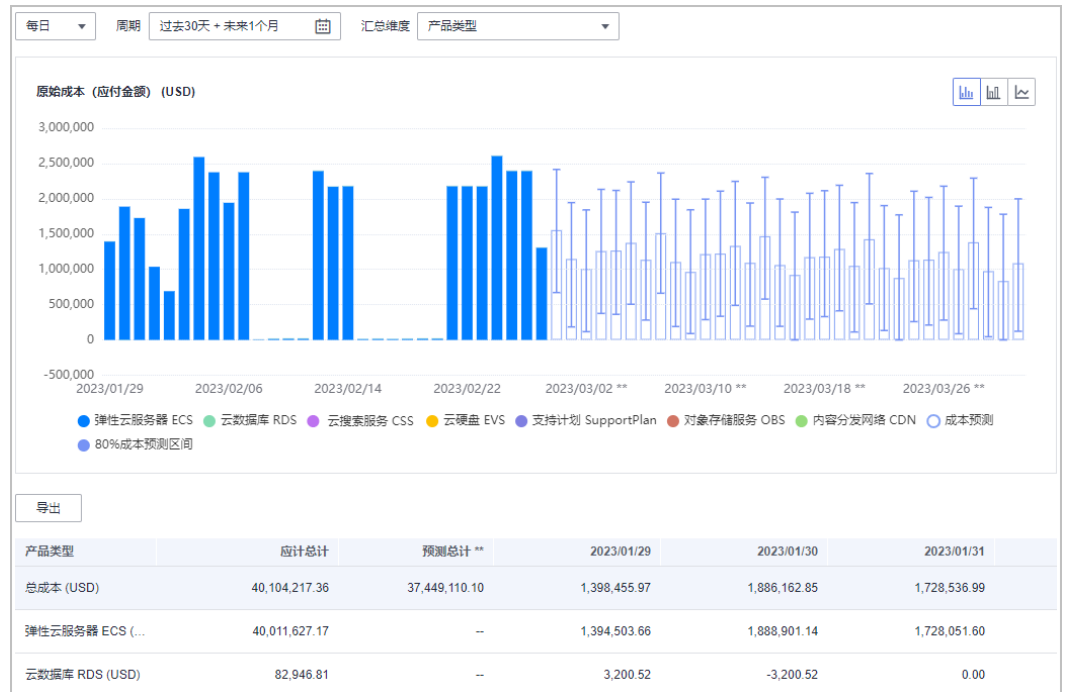 每日 周期 过去30天 + 未来1个月 汇总维度 产品类型
原始成本（应付金额）(USD)
3,000,000
2,500,000
2,000,000
1,500,000
1,000,000
500,000
0
-500,000
2023/01/29 2023/02/06 2023/02/14 2023/02/22 2023/03/02 ** 2023/03/10 ** 2023/03/18 ** 2023/03/26 **
弹性云服务器 ECS 云数据库 RDS 云搜索服务 CSS 云硬盘 EVS 支持计划 SupportPlan 对象存储服务 OBS 内容分发网络 CDN 成本预测
80%成本预测区间
导出
产品类型 应计总计 预测总计 ** 2023/01/29 2023/01/30 2023/01/31
总成本 (USD) 40,104,217.36 37,449,110.10 1,398,455.97 1,886,162.85 1,728,536.99
弹性云服务器 ECS (... 40,011,627.17 -- 1,394,503.66 1,888,901.14 1,728,051.60
云数据库 RDS (USD) 82,946.81 -- 3,200.52 -3,200.52 0.00